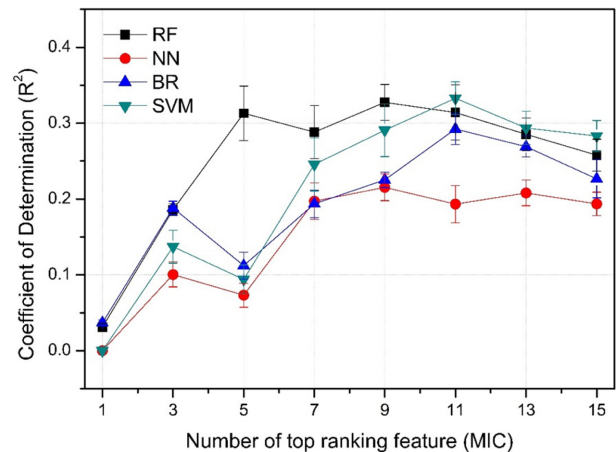 RF
NN
BR
SVM
0.4
0.3
0.2
0.1
0.0
Coefficient of Determination (R²)
1 3 5 7 9 11 13 15
Number of top ranking feature (MIC)